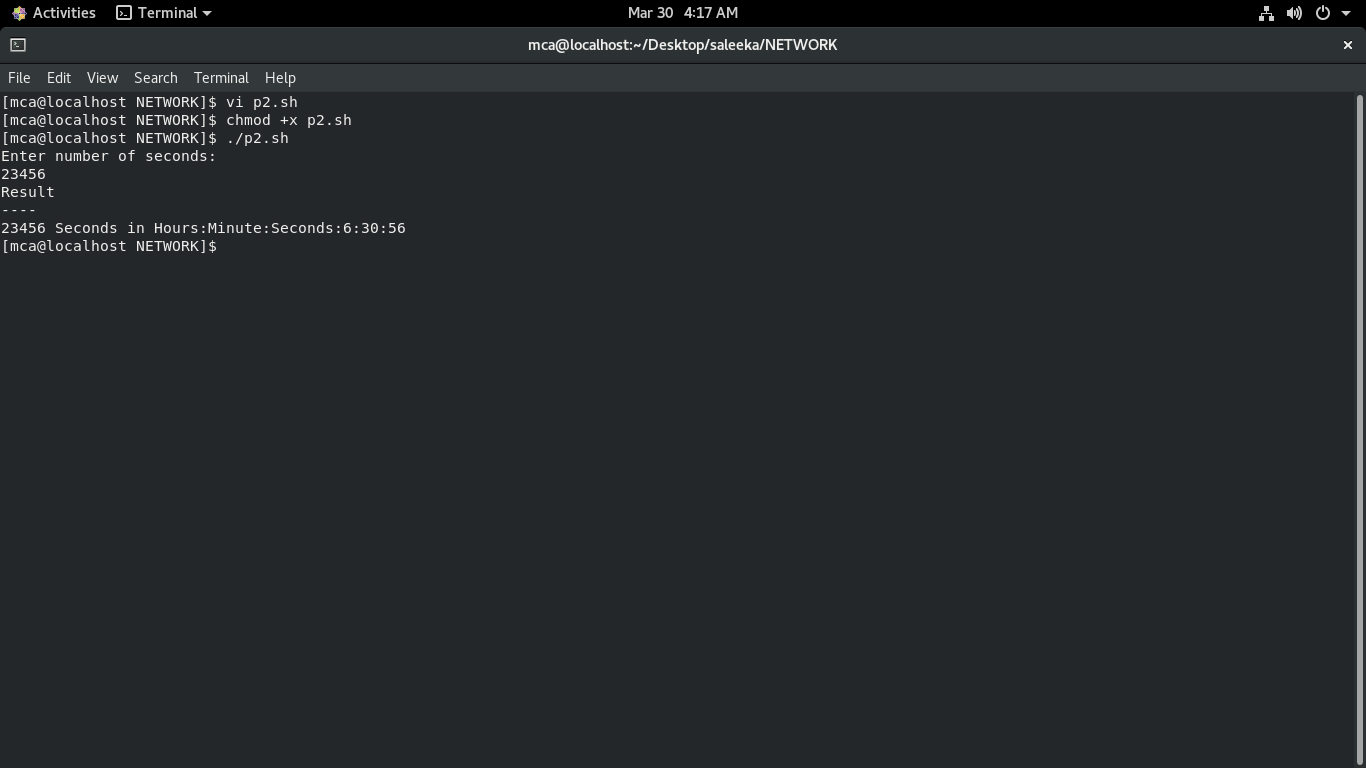 Activities Terminal Mar 30 4:17 AM
mca@localhost:~/Desktop/saleeka/NETWORK ×
File Edit View Search Terminal Help
[mca@localhost NETWORK]$ vi p2.sh
[mca@localhost NETWORK]$ chmod +x p2.sh
[mca@localhost NETWORK]$ ./p2.sh
Enter number of seconds:
23456
Result
----
23456 Seconds in Hours:Minute:Seconds:6:30:56
[mca@localhost NETWORK]$